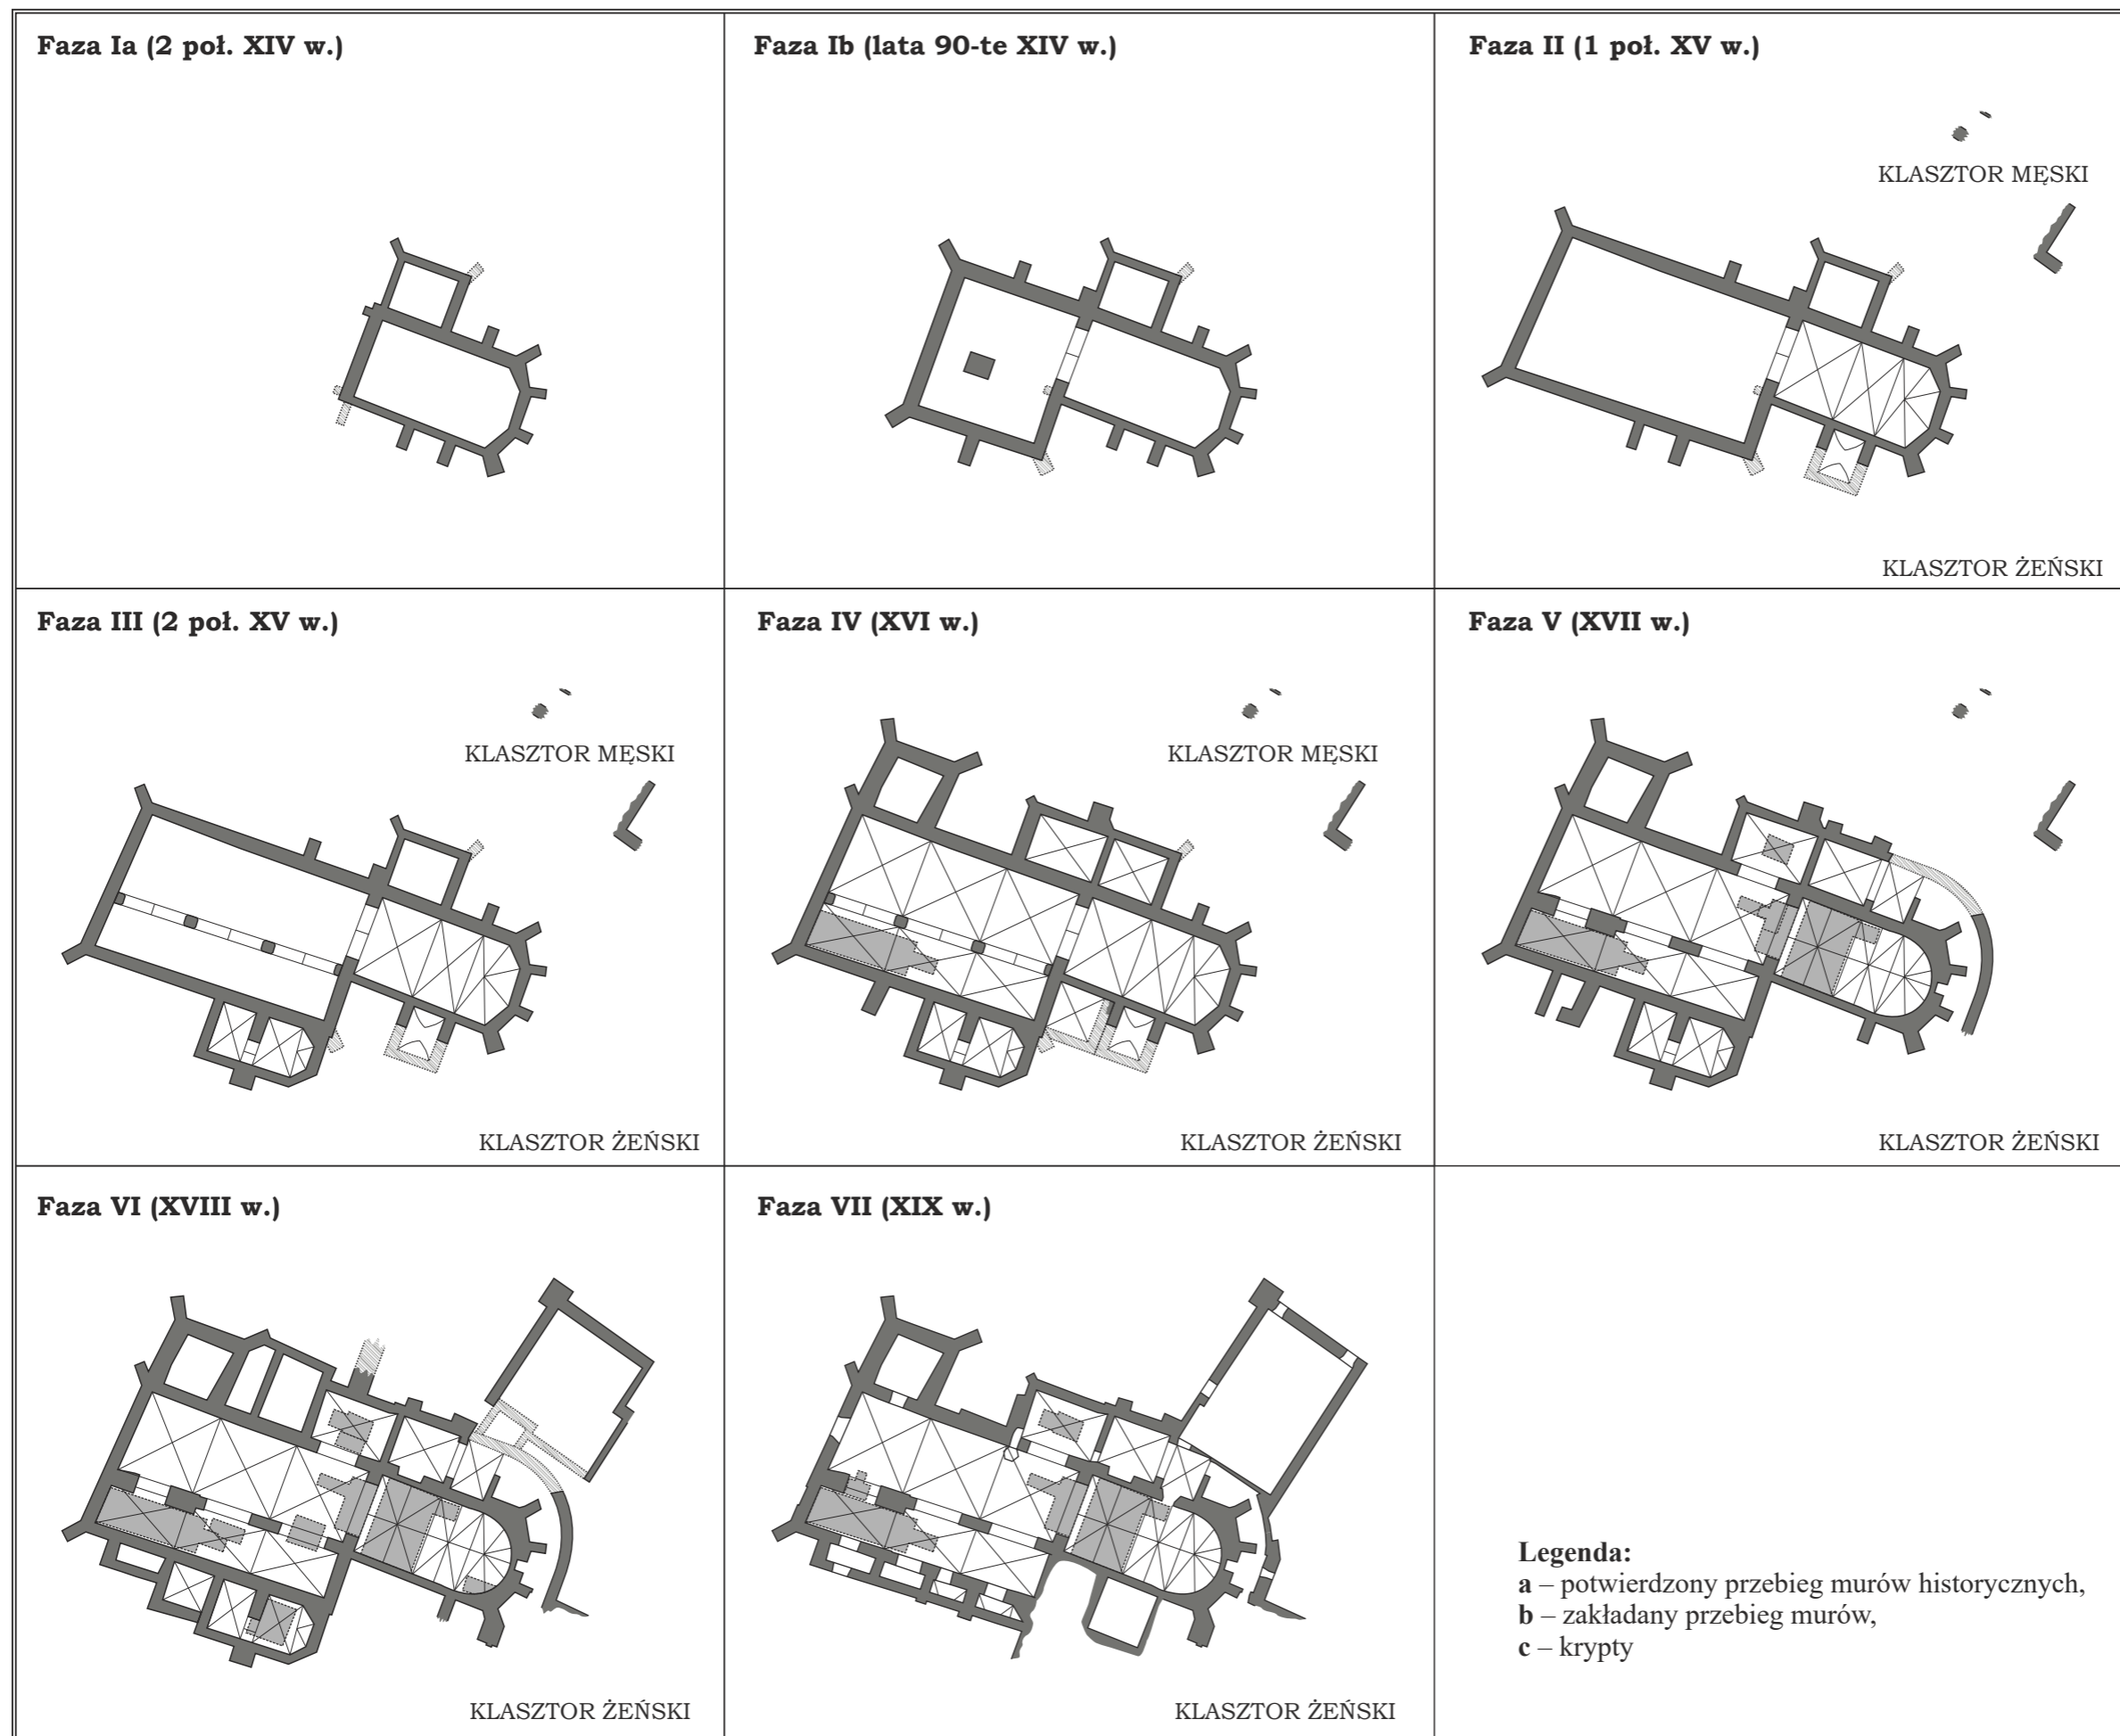 Faza Ia (2 poł. XIV w.)
Faza Ib (lata 90-te XIV w.)
Faza II (1 poł. XV w.)
KLASZTOR MĘSKI
KLASZTOR ŻEŃSKI
Faza III (2 poł. XV w.)
KLASZTOR MĘSKI
KLASZTOR ŻEŃSKI
Faza IV (XVI w.)
KLASZTOR MĘSKI
KLASZTOR ŻEŃSKI
Faza V (XVII w.)
KLASZTOR ŻEŃSKI
Faza VI (XVIII w.)
KLASZTOR ŻEŃSKI
Faza VII (XIX w.)
KLASZTOR ŻEŃSKI
Legenda:
a – potwierdzony przebieg murów historycznych,
b – zakładany przebieg murów,
c – krypty